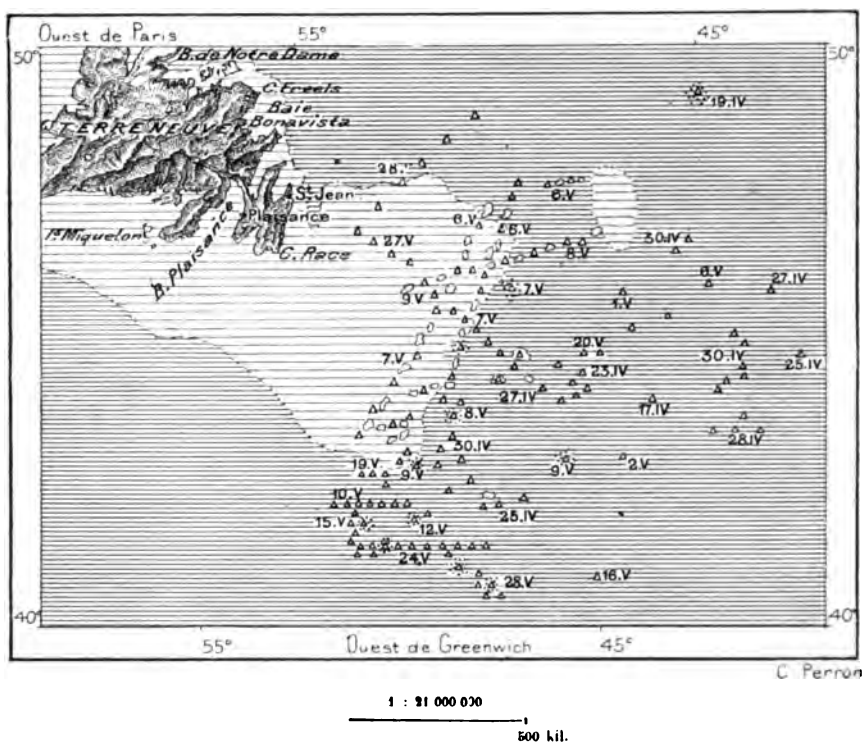 Ouest de Paris 55° 45°
50° 50°
B. de Notre Dame
C. Freels
Baie
Bonavista
TERRE NEUVE
19.IV
28.
St Jean
6.V
Plaisance
6.V
6.V
Miquelon
27.V
8.V
30.IV
B. Plaisance
C. Race
6.V
27.IV
9.V
7.V
1.V
7.V
7.V
20.V
30.IV
25.IV
23.IV
27.IV
17.IV
8.V
28.IV
30.IV
19.V
9.V
9.V
2.V
10.V
25.IV
15.V
12.V
24.V
28.V
16.V
40° 40°
55° Ouest de Greenwich 45°
C. Perron
1 : 21 000 000
500 kil.